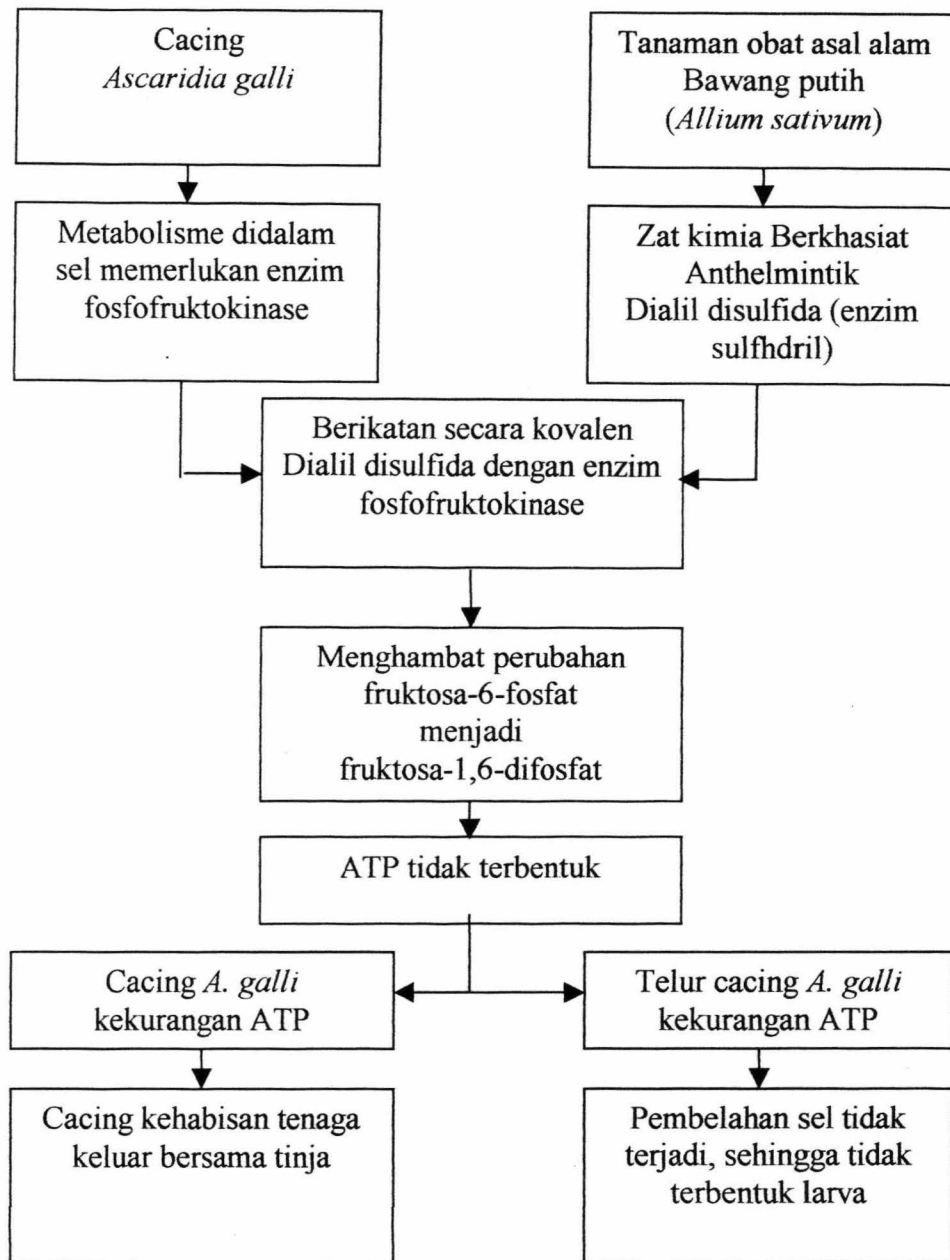 Cacing
Ascaridia galli
Tanaman obat asal alam
Bawang putih
(Allium sativum)
Metabolisme didalam
sel memerlukan enzim
fosfofruktokinase
Zat kimia Berkhasiat
Anthelmintik
Dialil disulfida (enzim
sulfhdril)
Berikatan secara kovalen
Dialil disulfida dengan enzim
fosfofruktokinase
Menghambat perubahan
fruktosa-6-fosfat
menjadi
fruktosa-1,6-difosfat
ATP tidak terbentuk
Cacing A. galli
kekurangan ATP
Telur cacing A. galli
kekurangan ATP
Cacing kehabisan tenaga
keluar bersama tinja
Pembelahan sel tidak
terjadi, sehingga tidak
terbentuk larva